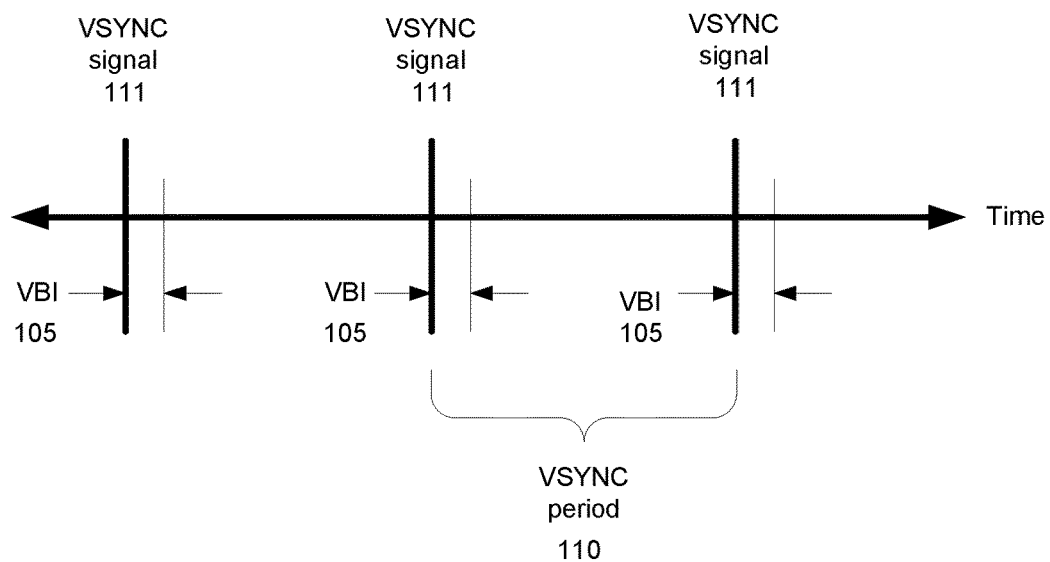 VSYNC
signal
111
VSYNC
signal
111
VSYNC
signal
111
Time
VBI
105
VBI
105
VBI
105
VSYNC
period
110